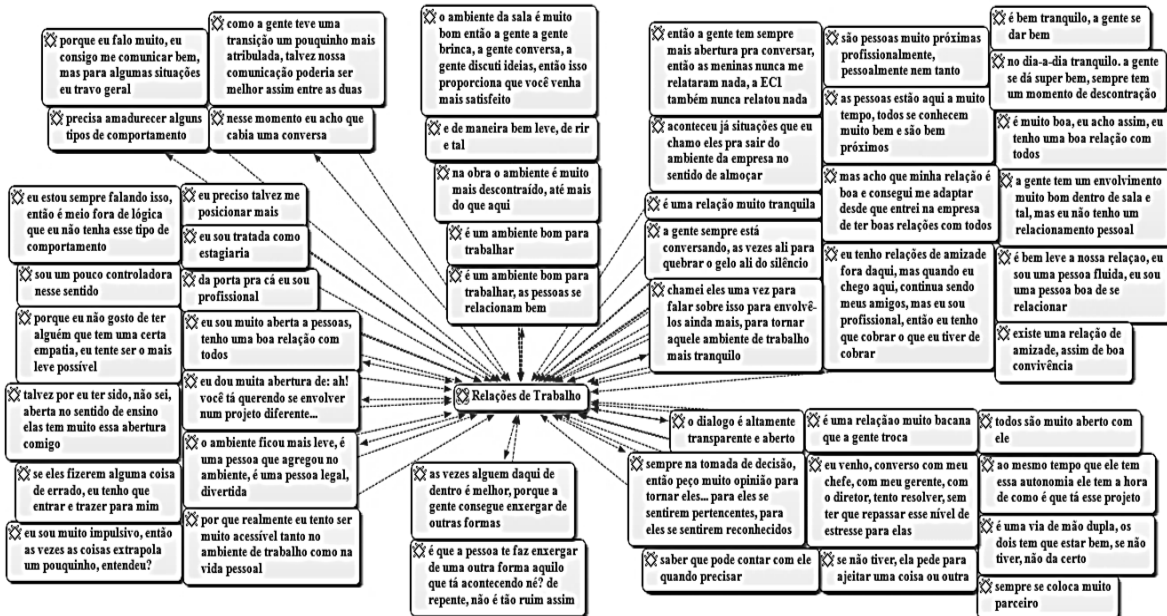 porque eu falo muito, eu
consigo me comunicar bem,
mas para algumas situações
eu travo geral
como a gente teve uma
transição um pouquinho mais
atribulada, talvez nossa
comunicação poderia ser
melhor assim entre as duas
precisa amadurecer alguns
tipos de comportamento
nesse momento eu acho que
cabia uma conversa
o ambiente da sala é muito
bom então a gente a gente
brinca, a gente conversa, a
gente discuti ideias, então isso
proporciona que você venha
mais satisfeito
e de maneira bem leve, de rir
e tal
na obra o ambiente é muito
mais descontraído, até mais
do que aqui
é um ambiente bom para
trabalhar
é um ambiente bom para
trabalhar, as pessoas se
relacionam bem
então a gente tem sempre
mais abertura pra conversar,
então as meninas nunca me
relataram nada, a EC1
também nunca relatou nada
aconteceu já situações que eu
chamo eles pra sair do
ambiente da empresa no
sentido de almoçar
é uma relação muito tranquila
a gente sempre está
conversando, as vezes ali para
quebrar o gelo ali do silêncio
chamei eles uma vez para
falar sobre isso para envolvê-
los ainda mais, para tornar
aquele ambiente de trabalho
mais tranquilo
são pessoas muito próximas
profissionalmente,
pessoalmente nem tanto
as pessoas estão aqui a muito
tempo, todos se conhecem
muito bem e são bem
próximos
mas acho que minha relação é
boa e consegui me adaptar
desde que entrei na empresa
de ter boas relações com todos
eu tenho relações de amizade
fora daqui, mas quando eu
chego aqui, continua sendo
meus amigos, mas eu sou
profissional, então eu tenho
que cobrar o que eu tiver de
cobrar
é bem tranquilo, a gente se
dar bem
no dia-a-dia tranquilo. a gente
se dá super bem, sempre tem
um momento de descontração
é muito boa, eu acho assim, eu
tenho uma boa relação com
todos
a gente tem um envolvimento
muito bom dentro de sala e
tal, mas eu não tenho um
relacionamento pessoal
é bem leve a nossa relaçao, eu
sou uma pessoa fluida, eu sou
uma pessoa boa de se
relacionar
existe uma relação de
amizade, assim de boa
convivência
eu estou sempre falando isso,
então é meio fora de lógica
que eu não tenha esse tipo de
comportamento
sou um pouco controladora
nesse sentido
porque eu não gosto de ter
alguém que tem uma certa
empatia, eu tente ser o mais
leve possível
talvez por eu ter sido, não sei,
aberta no sentido de ensino
elas tem muito essa abertura
comigo
se eles fizerem alguma coisa
de errado, eu tenho que
entrar e trazer para mim
eu sou muito impulsivo, então
as vezes as coisas extrapola
um pouquinho, entendeu?
eu preciso talvez me
posicionar mais
eu sou tratada como
estagiaria
da porta pra cá eu sou
profissional
eu sou muito aberta a pessoas,
tenho uma boa relação com
todos
eu dou muita abertura de: ah!
você tá querendo se envolver
num projeto diferente...
o ambiente ficou mais leve, é
uma pessoa que agregou no
ambiente, é uma pessoa legal,
divertida
por que realmente eu tento ser
muito acessível tanto no
ambiente de trabalho como na
vida pessoal
Relações de Trabalho
as vezes alguem daqui de
dentro é melhor, porque a
gente consegue enxergar de
outras formas
é que a pessoa te faz enxergar
de uma outra forma aquilo
que tá acontecendo né? de
repente, não é tão ruim assim
o dialogo é altamente
transparente e aberto
sempre na tomada de decisão,
então peço muito opinião para
tornar eles... para eles se
sentirem pertencentes, para
eles se sentirem reconhecidos
saber que pode contar com ele
quando precisar
é uma relaçãao muito bacana
que a gente troca
eu venho, converso com meu
chefe, com meu gerente, com
o diretor, tento resolver, sem
ter que repassar esse nível de
estresse para elas
se não tiver, ela pede para
ajeitar uma coisa ou outra
todos são muito aberto com
ele
ao mesmo tempo que ele tem
essa autonomia ele tem a hora
de como é que tá esse projeto
é uma via de mão dupla, os
dois tem que estar bem, se não
tiver, não da certo
sempre se coloca muito
parceiro